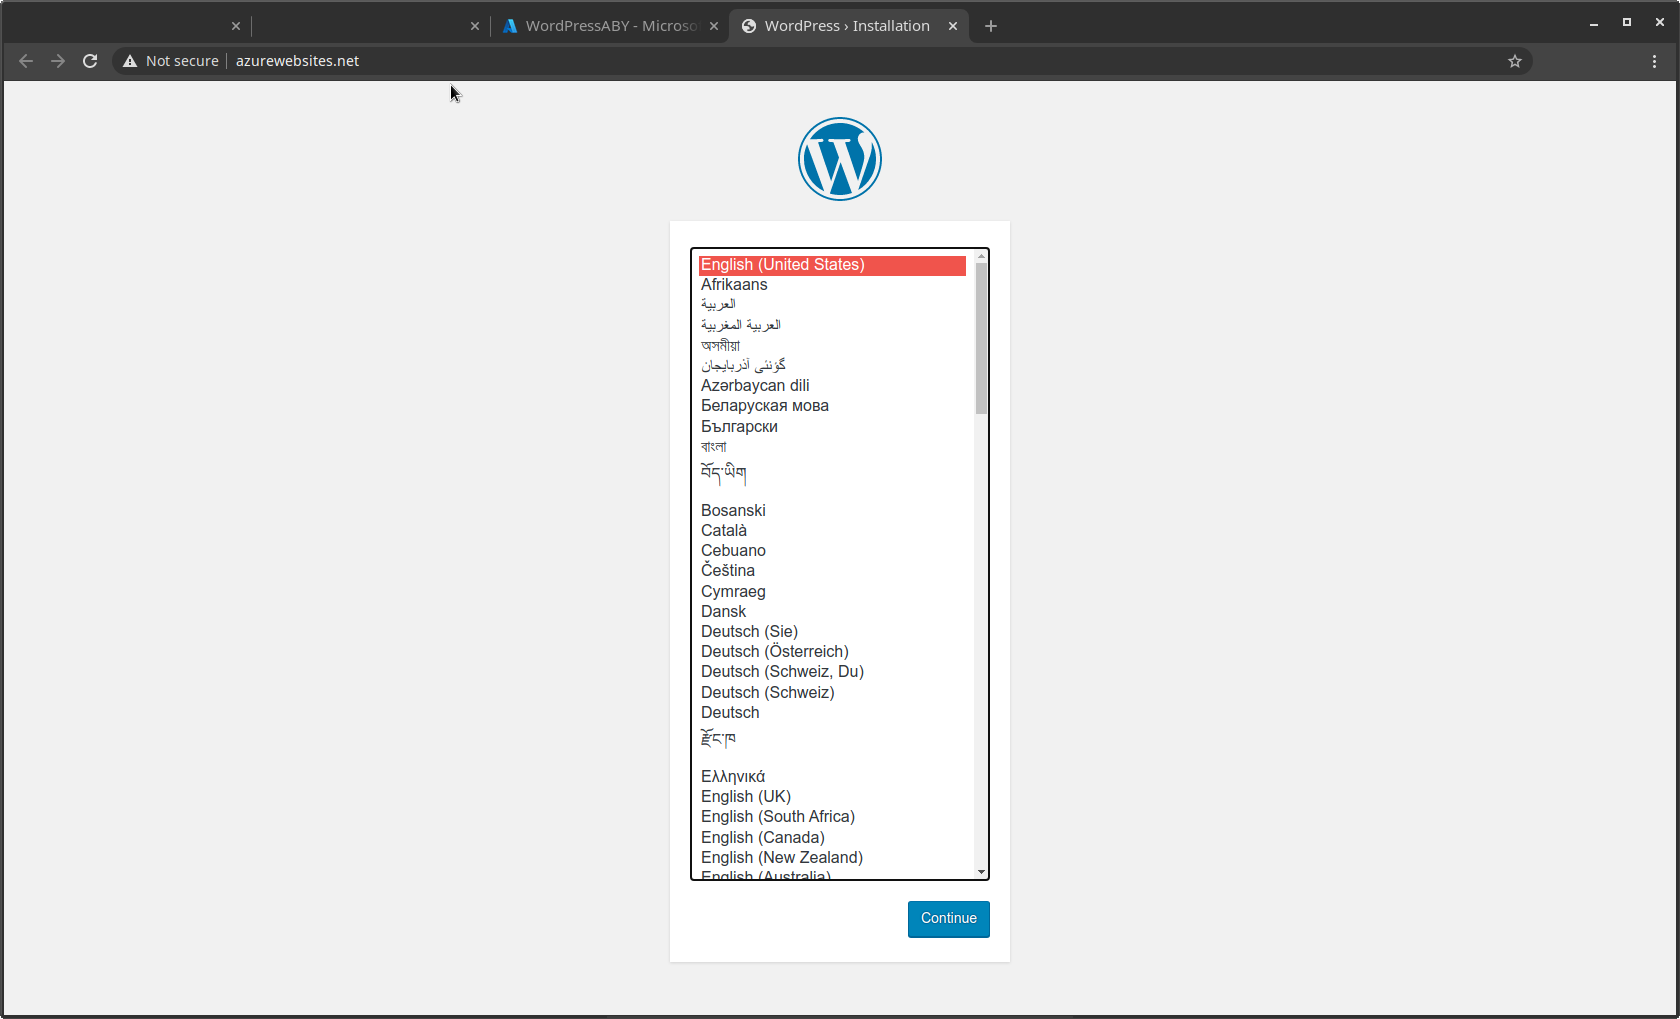 WordPressABY - Microso
WordPress › Installation
Not secure
azurewebsites.net
English (United States)
Afrikaans
العربية
العربية المغربية
অসমীয়া
گؤنئی آذربایجان
Azərbaycan dili
Беларуская мова
Български
বাংলা
བོད་ཡིག
Bosanski
Català
Cebuano
Čeština
Cymraeg
Dansk
Deutsch (Sie)
Deutsch (Österreich)
Deutsch (Schweiz, Du)
Deutsch (Schweiz)
Deutsch
རྫོང་ཁ
Ελληνικά
English (UK)
English (South Africa)
English (Canada)
English (New Zealand)
English (Australia)
Continue